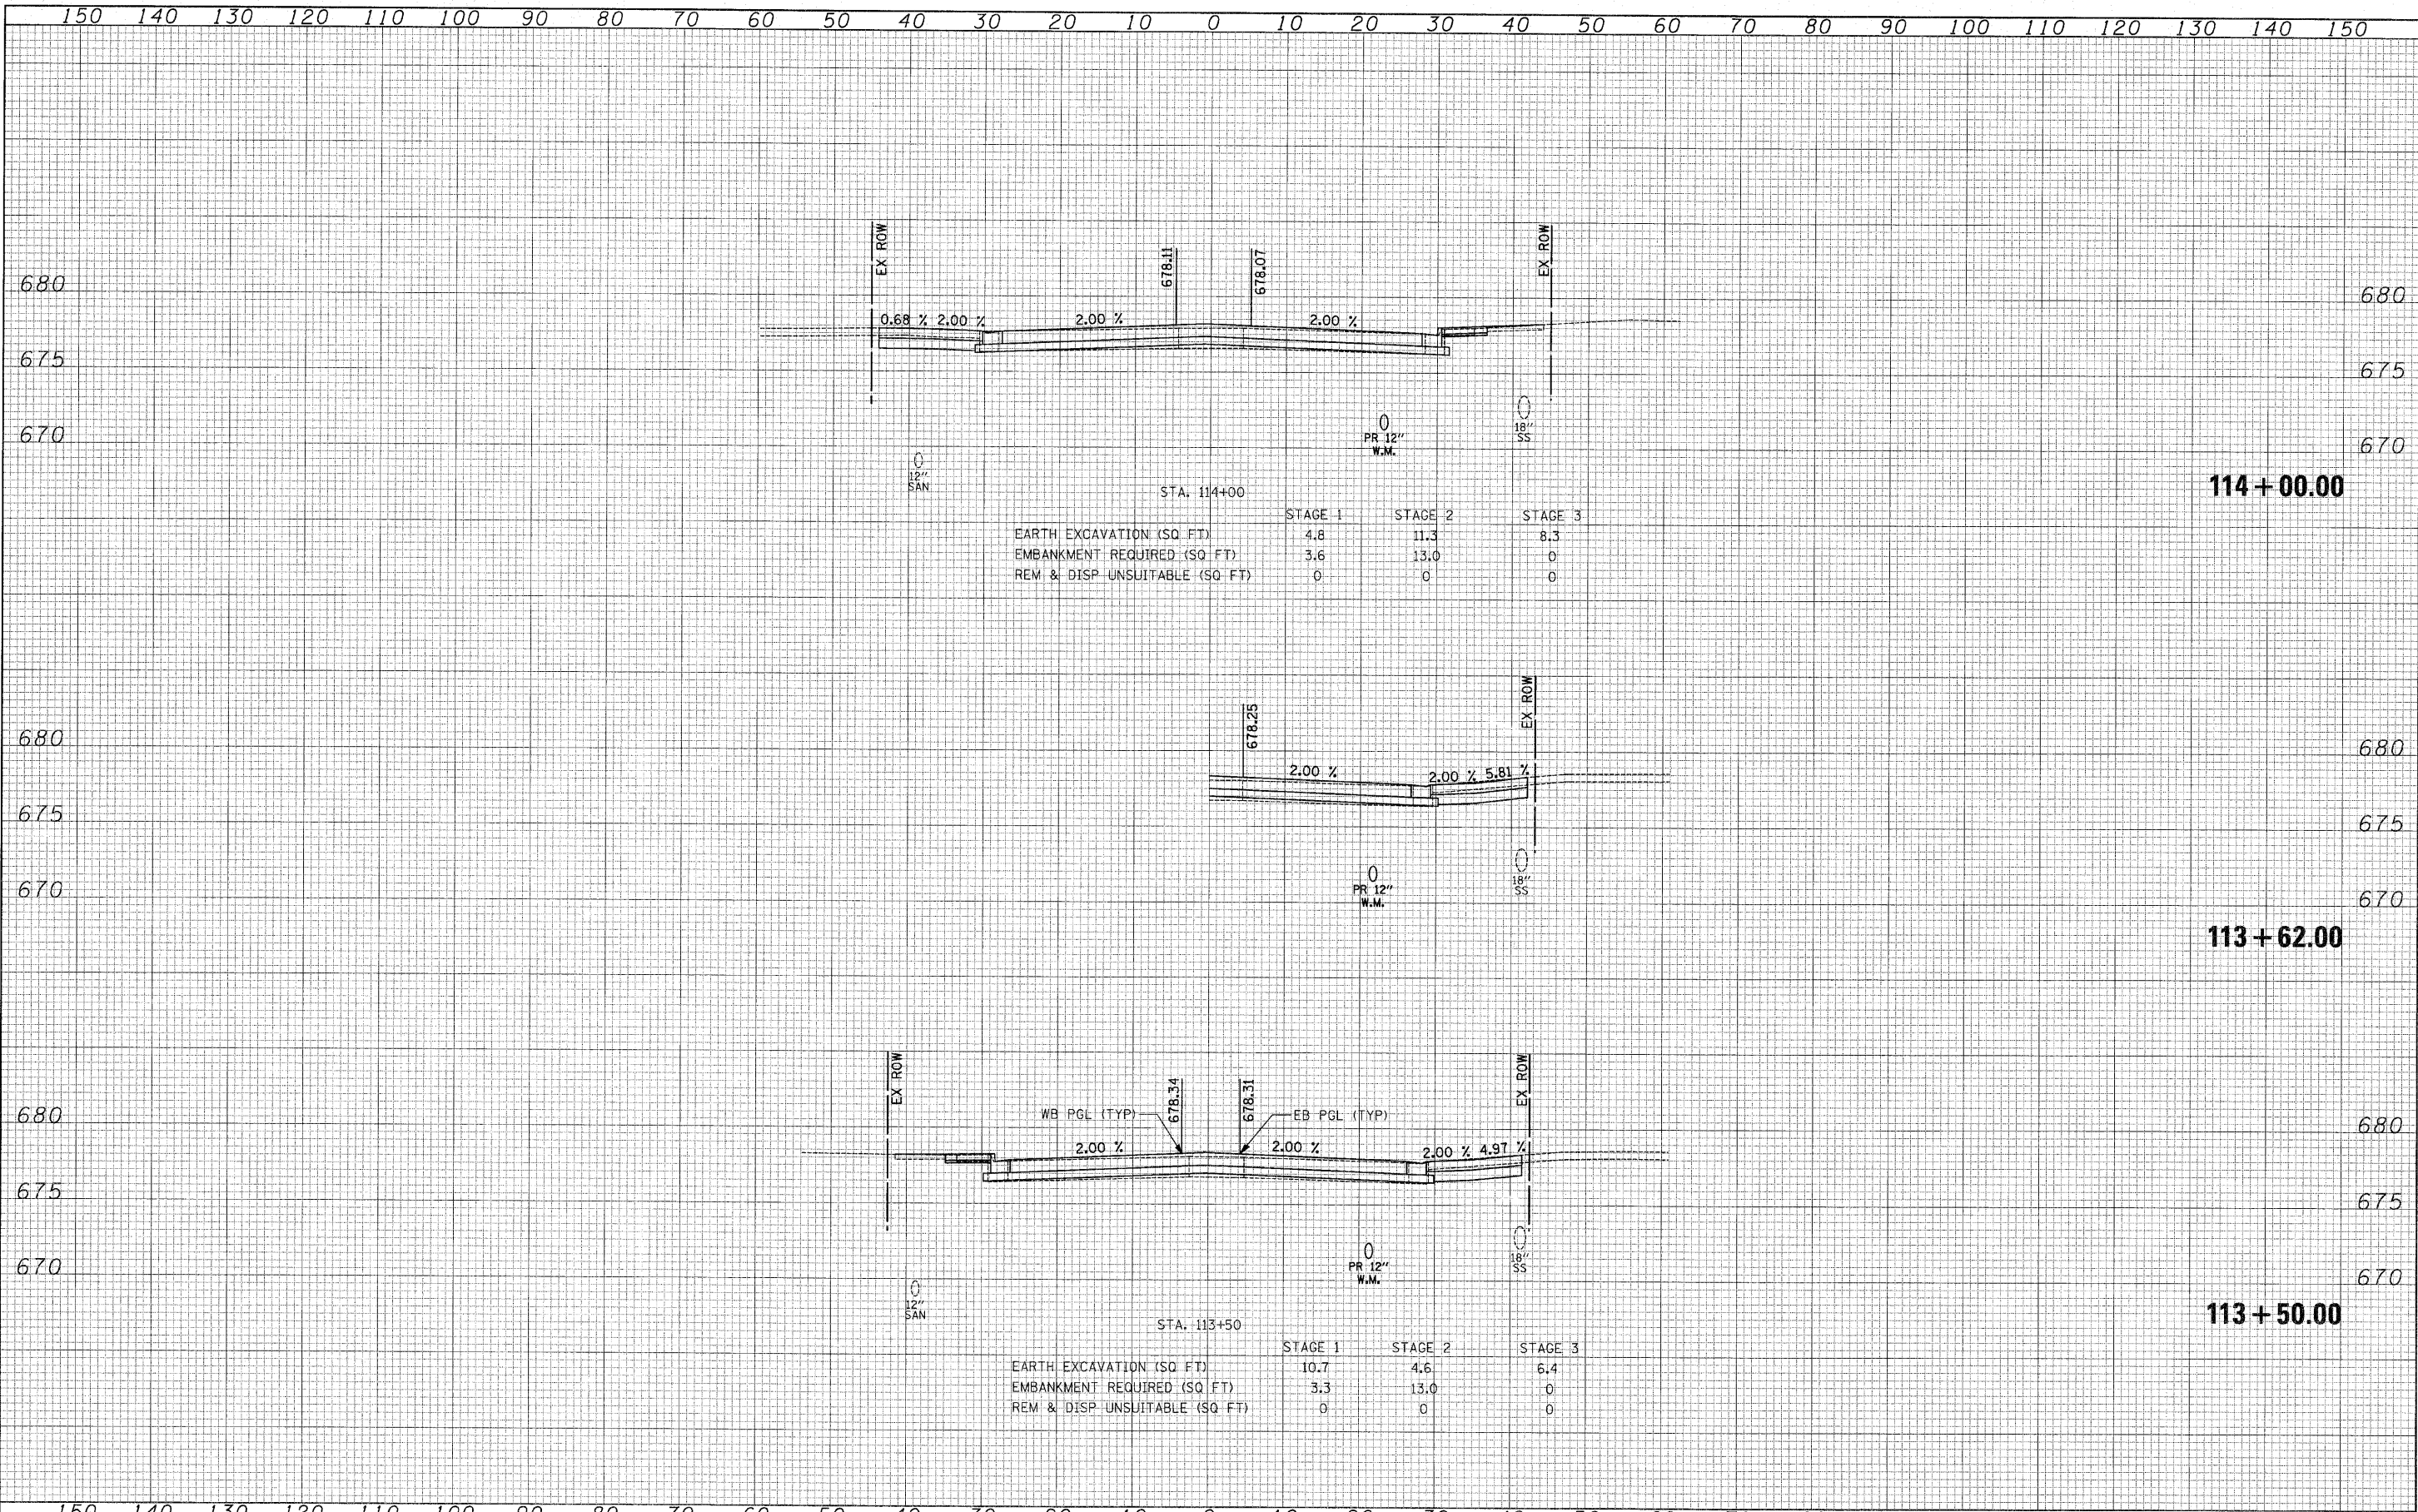 150 140 130 120 110 100 90 80 70 60 50 40 30 20 10 0 10 20 30 40 50 60 70 80 90 100 110 120 130 140 150
EX ROW 678.11 678.07 EX ROW
680 680
0.68 % 2.00 % 2.00 % 2.00 %
675 675
670 670
PR 12"
W.M.
18"
SS
12"
SAN
STA. 114+00
114+00.00
STAGE 1 STAGE 2 STAGE 3
EARTH EXCAVATION (SQ FT) 4.8 11.3 8.3
EMBANKMENT REQUIRED (SQ FT) 3.6 13.0 0
REM & DISP UNSUITABLE (SQ FT) 0 0 0
678.25 EX ROW
680 680
2.00 % 2.00 % 5.81 %
675 675
670 670
PR 12"
W.M.
18"
SS
113+62.00
EX ROW 678.34 678.31 EX ROW
680 WB PGL (TYP) EB PGL (TYP) 680
2.00 % 2.00 % 2.00 % 4.97 %
675 675
670 670
PR 12"
W.M.
18"
SS
12"
SAN
STA. 113+50
113+50.00
STAGE 1 STAGE 2 STAGE 3
EARTH EXCAVATION (SQ FT) 10.7 4.6 6.4
EMBANKMENT REQUIRED (SQ FT) 3.3 13.0 0
REM & DISP UNSUITABLE (SQ FT) 0 0 0